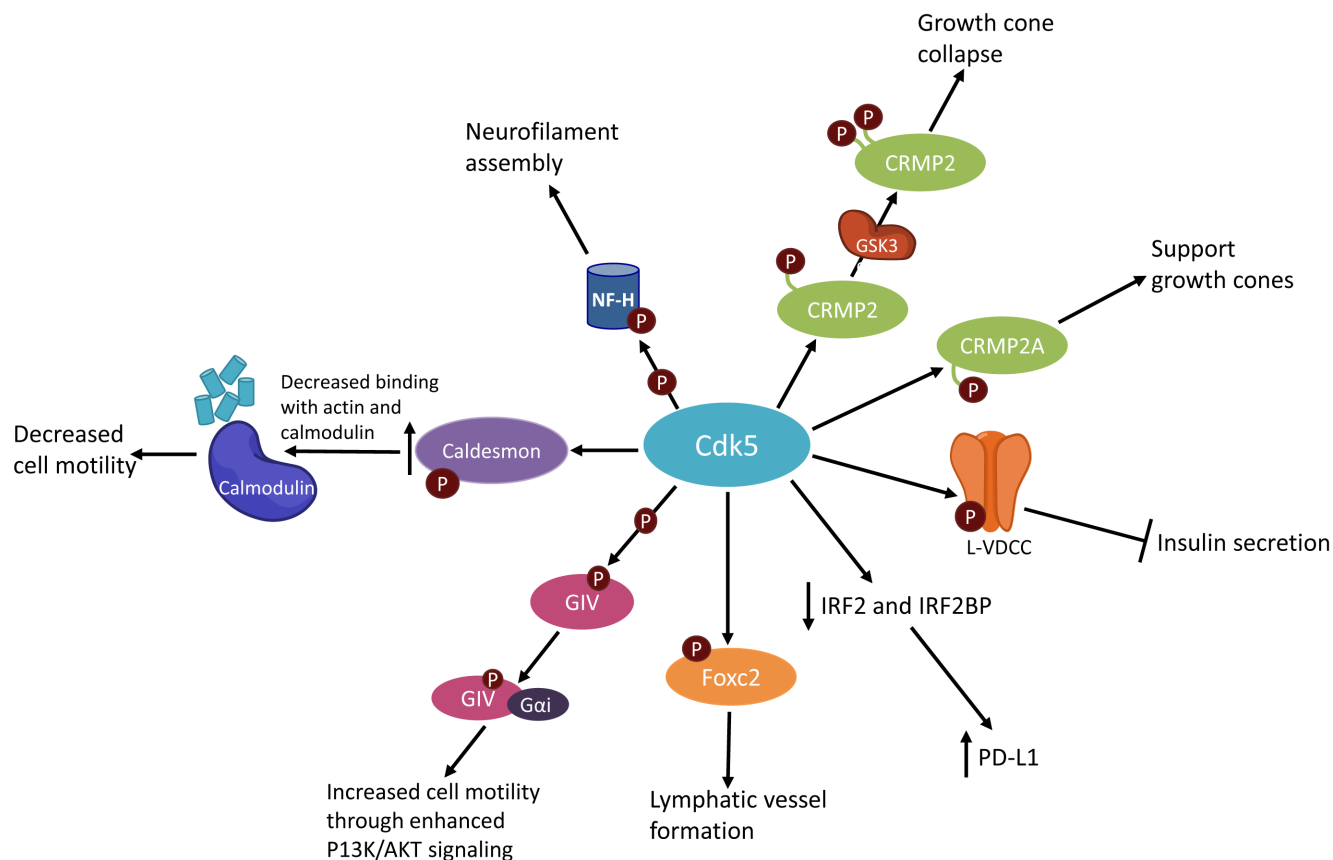 Growth cone
collapse
P
P
CRMP2
Neurofilament
assembly
GSK3
Support
growth cones
P
CRMP2
NF-H
P
CRMP2A
P
P
Decreased binding
with actin and
calmodulin
Decreased
cell motility
Calmodulin
Caldesmon
P
Cdk5
P
L-VDCC
Insulin secretion
P
P
GIV
IRF2 and IRF2BP
P
GIV
Gαi
P
Foxc2
PD-L1
Increased cell motility
through enhanced
P13K/AKT signaling
Lymphatic vessel
formation